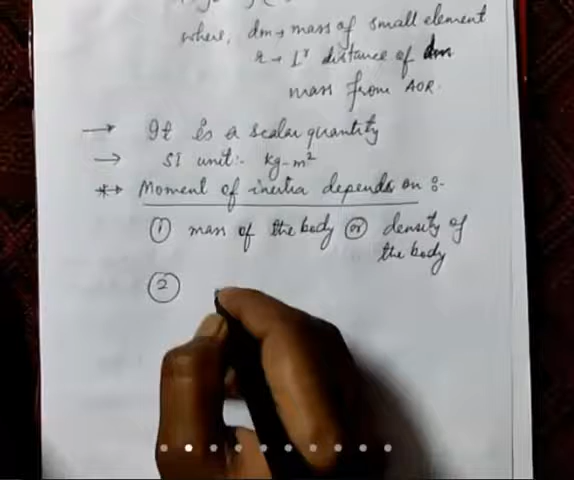 where, dm → mass of small element
r → ⊥r distance of dm
mass from AOR.
→ It is a scalar quantity
→ SI unit:- kg-m²
*→ Moment of inertia depends on :-
① mass of the body (or) density of
the body
②